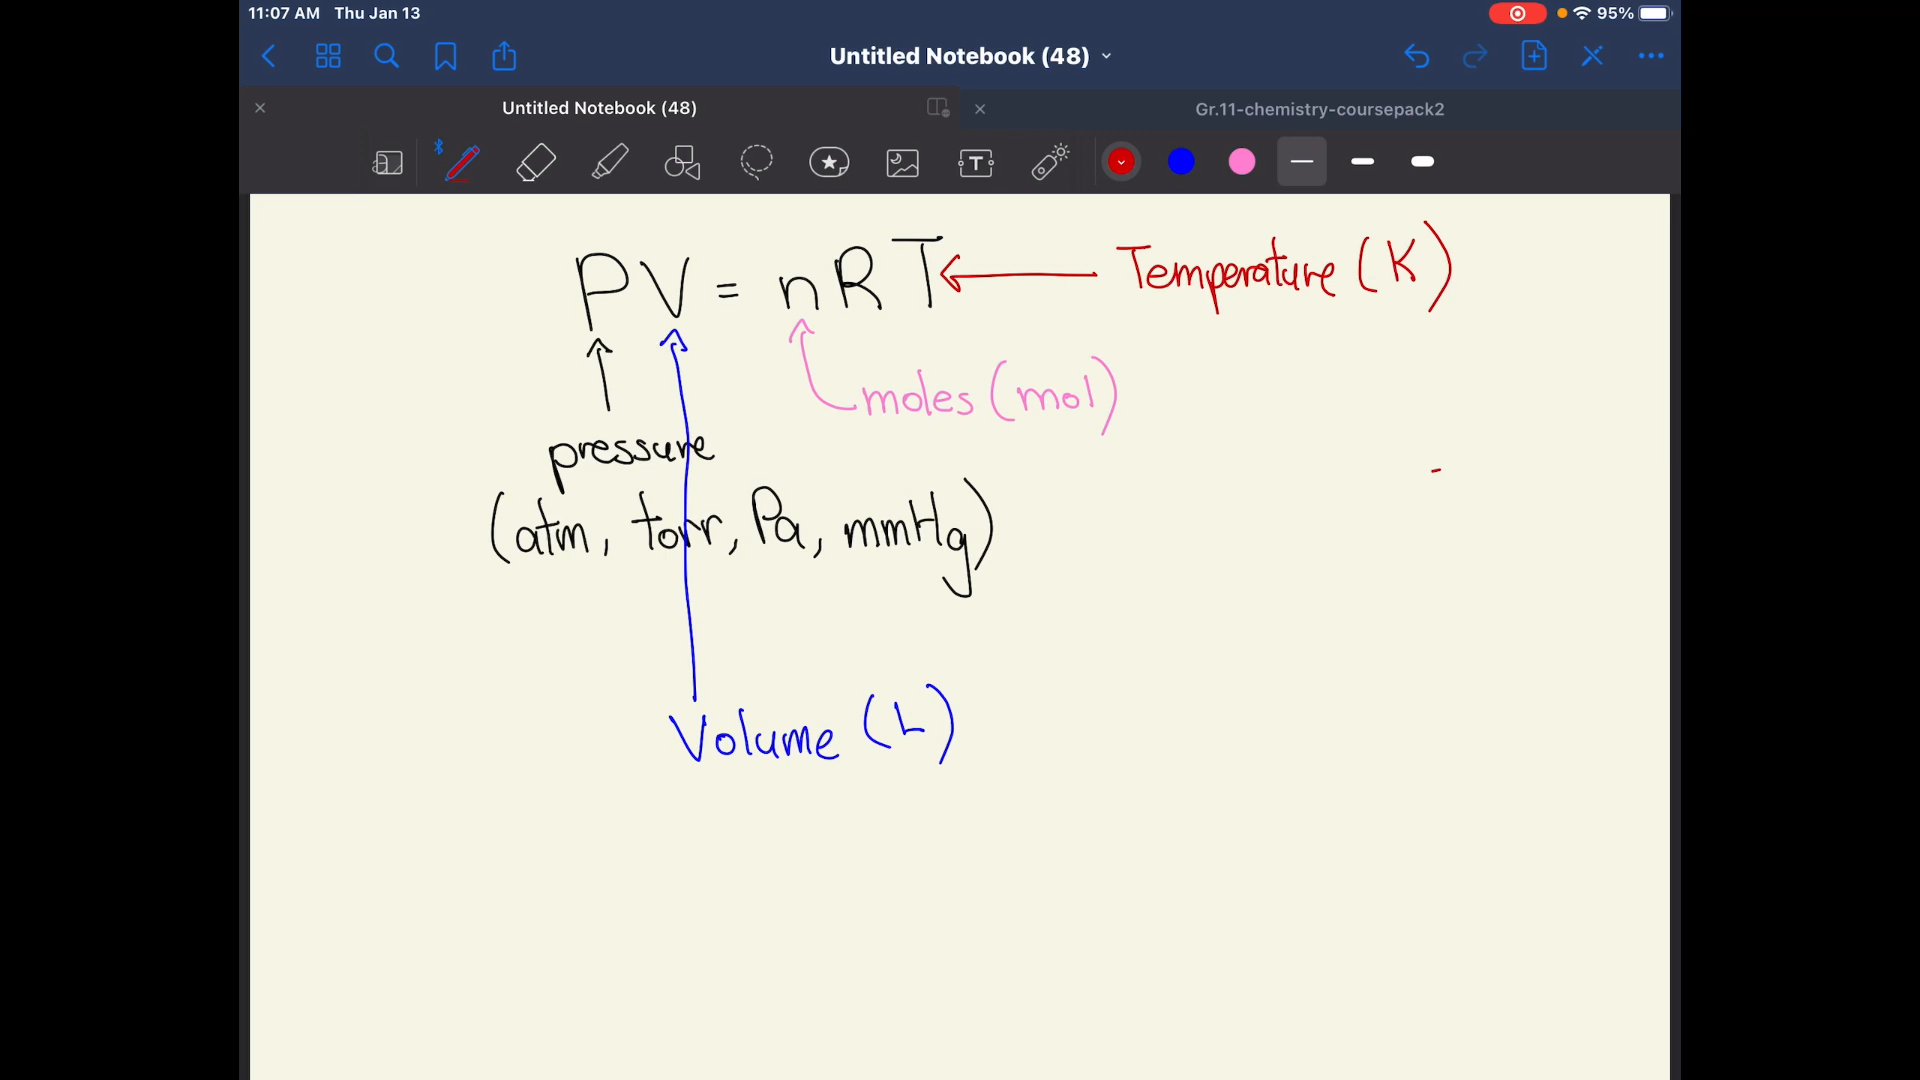 11:07 AM Thu Jan 13
95%
Untitled Notebook (48)
Untitled Notebook (48)
Gr.11-chemistry-coursepack2
PV = nRT
Temperature (K)
moles (mol)
pressure
(atm, torr, Pa, mmHg)
Volume (L)